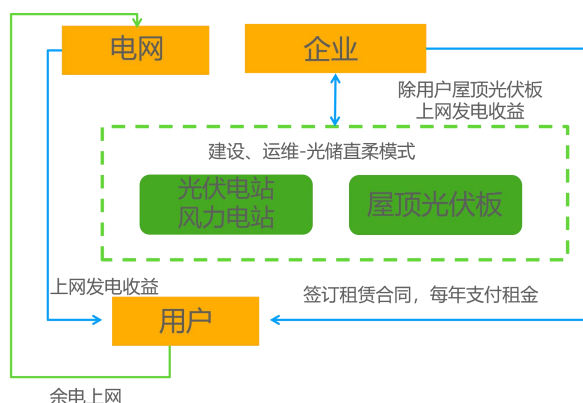 电网
企业
除用户屋顶光伏板
上网发电收益
建设、运维-光储直柔模式
光伏电站
风力电站
屋顶光伏板
上网发电收益
签订租赁合同，每年支付租金
用户
余电上网